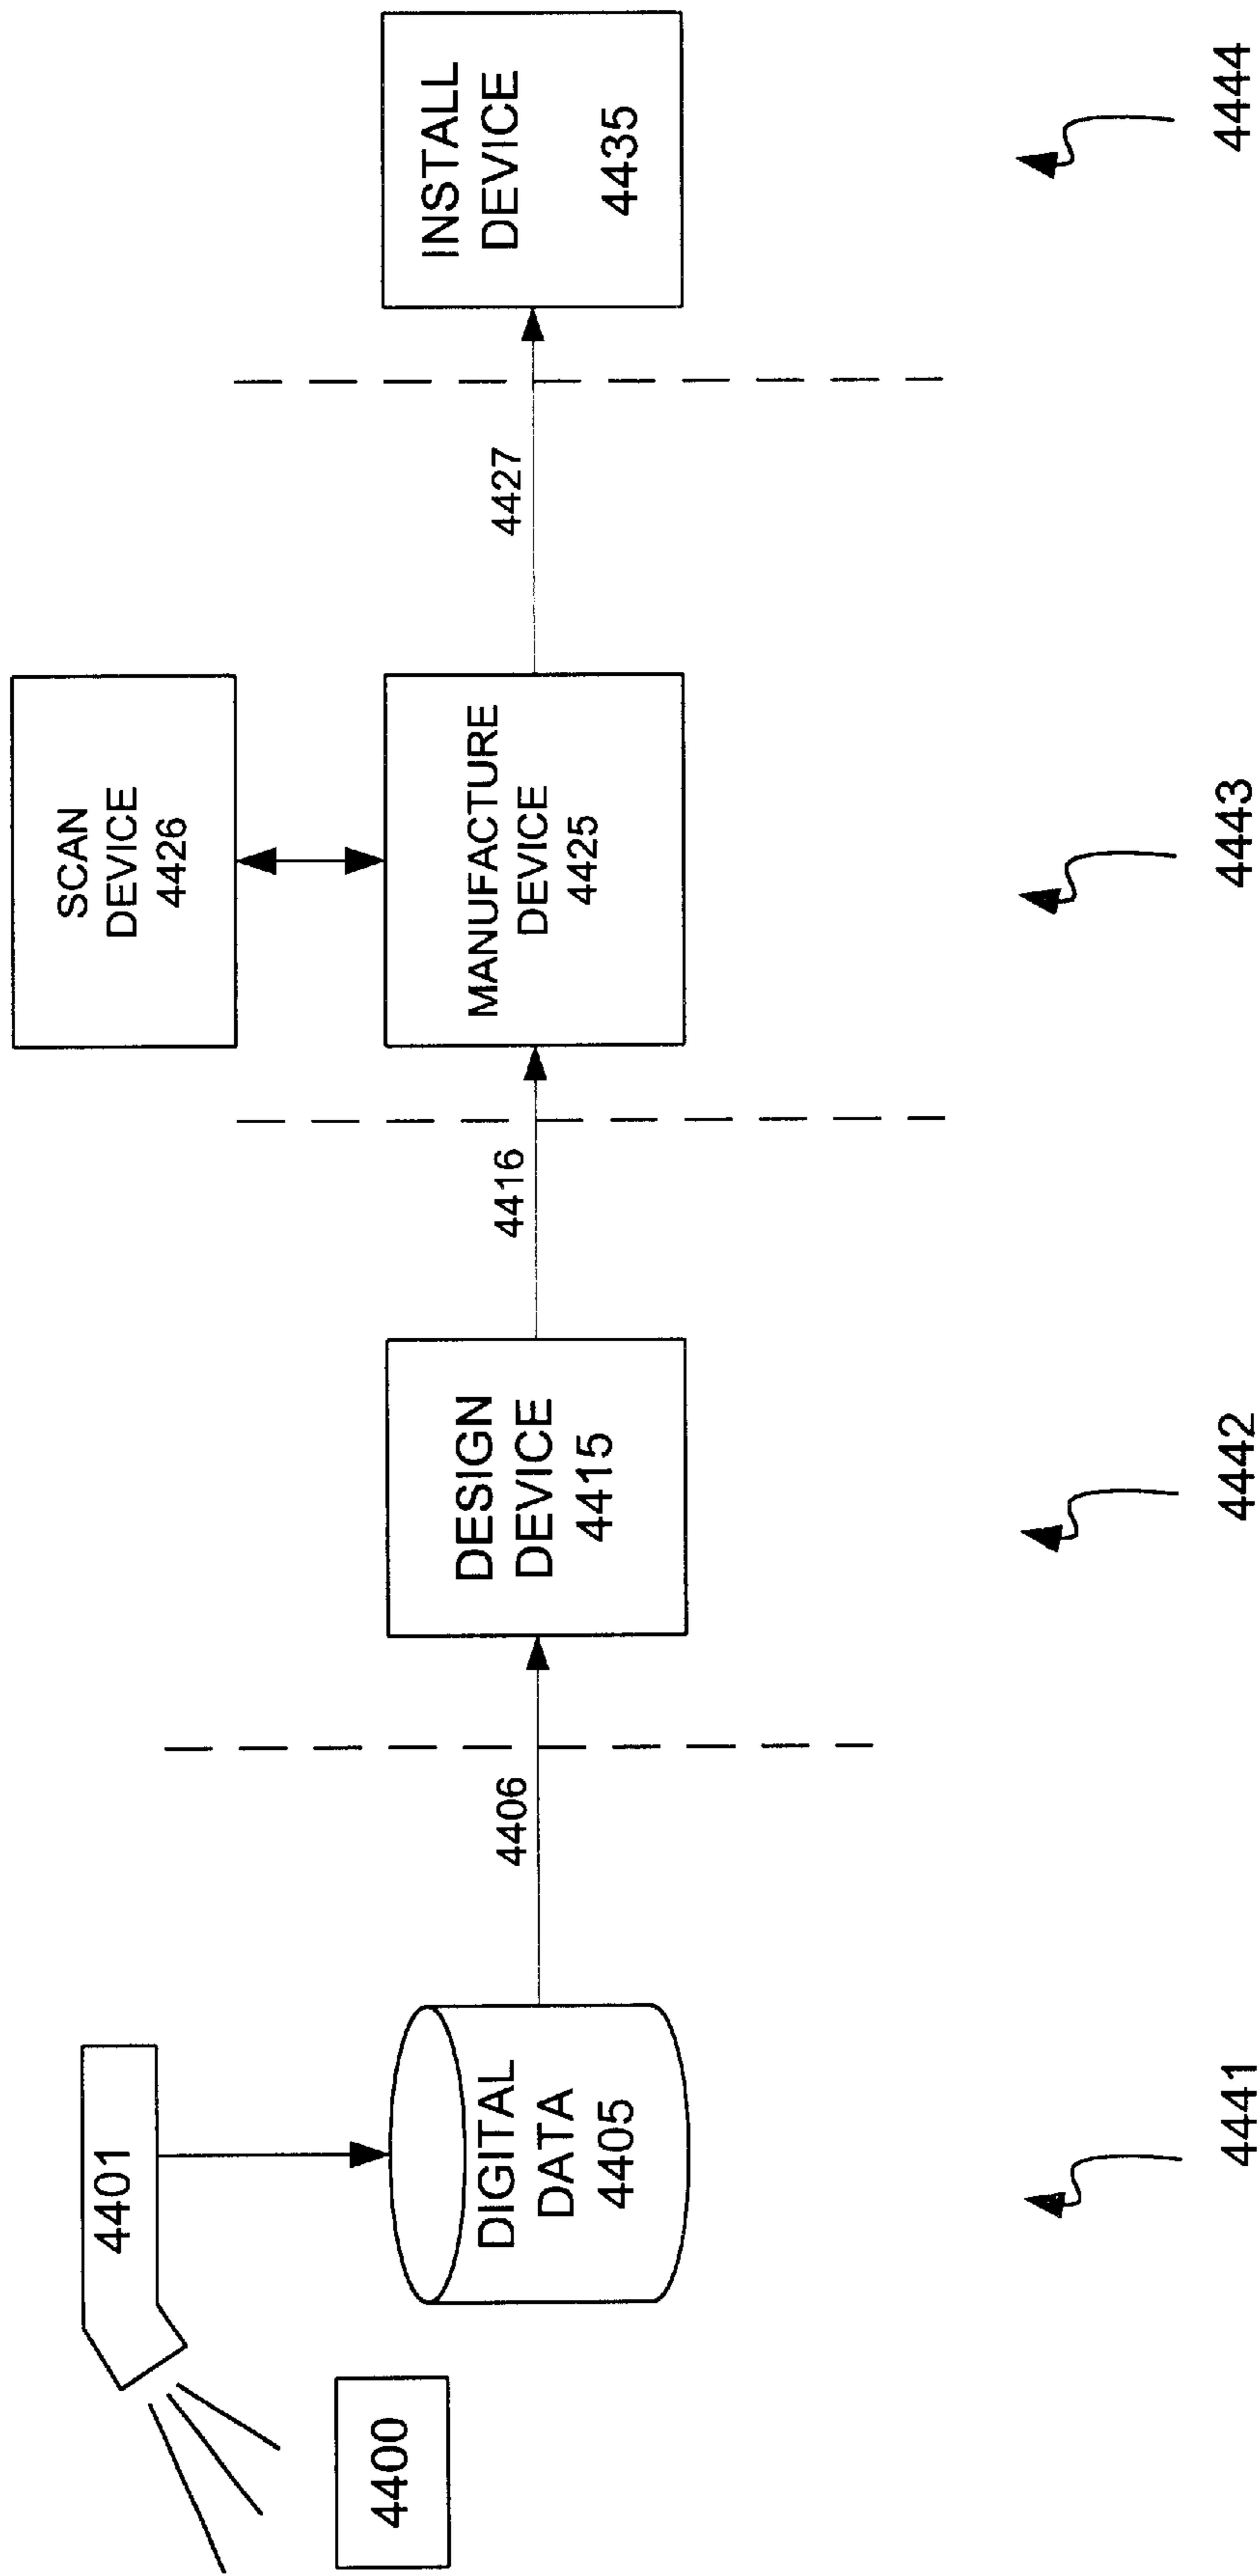 4401
4400
DIGITAL
DATA
4405
4406
DESIGN
DEVICE
4415
4416
SCAN
DEVICE
4426
MANUFACTURE
DEVICE
4425
4427
INSTALL
DEVICE
4435
4441
4442
4443
4444